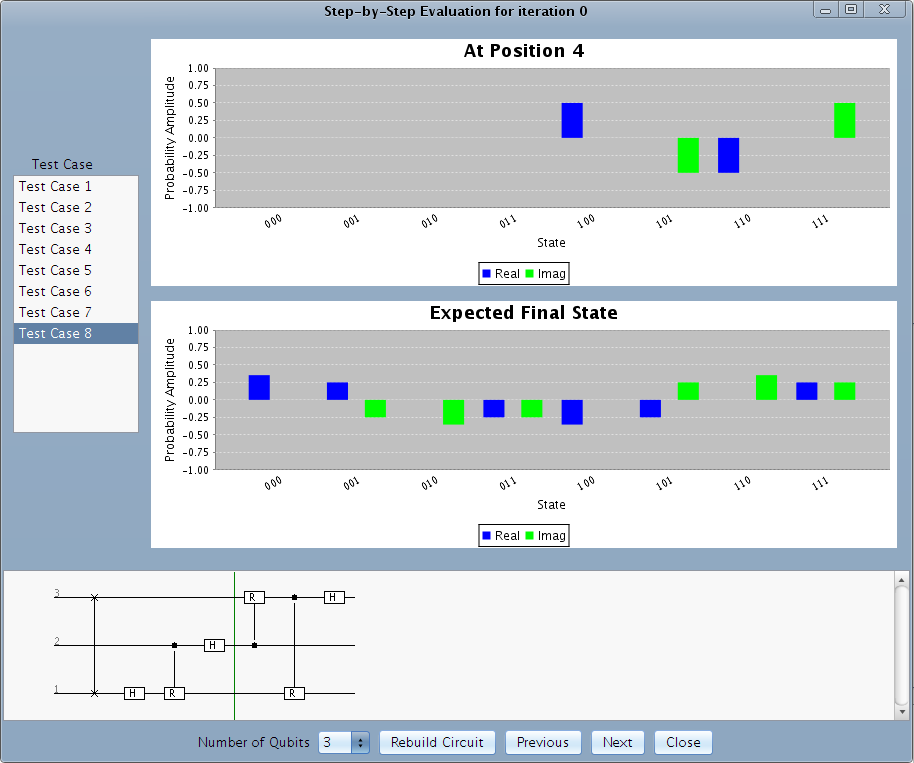 Step-by-Step Evaluation for iteration 0
Test Case
Test Case 1
Test Case 2
Test Case 3
Test Case 4
Test Case 5
Test Case 6
Test Case 7
Test Case 8
At Position 4
Probability Amplitude
1.00
0.75
0.50
0.25
0.00
-0.25
-0.50
-0.75
-1.00
000 001 010 011 100 101 110 111
State
Real Imag
Expected Final State
Probability Amplitude
1.00
0.75
0.50
0.25
0.00
-0.25
-0.50
-0.75
-1.00
000 001 010 011 100 101 110 111
State
Real Imag
3 R H
2 H
1 H R R
Number of Qubits 3 Rebuild Circuit Previous Next Close